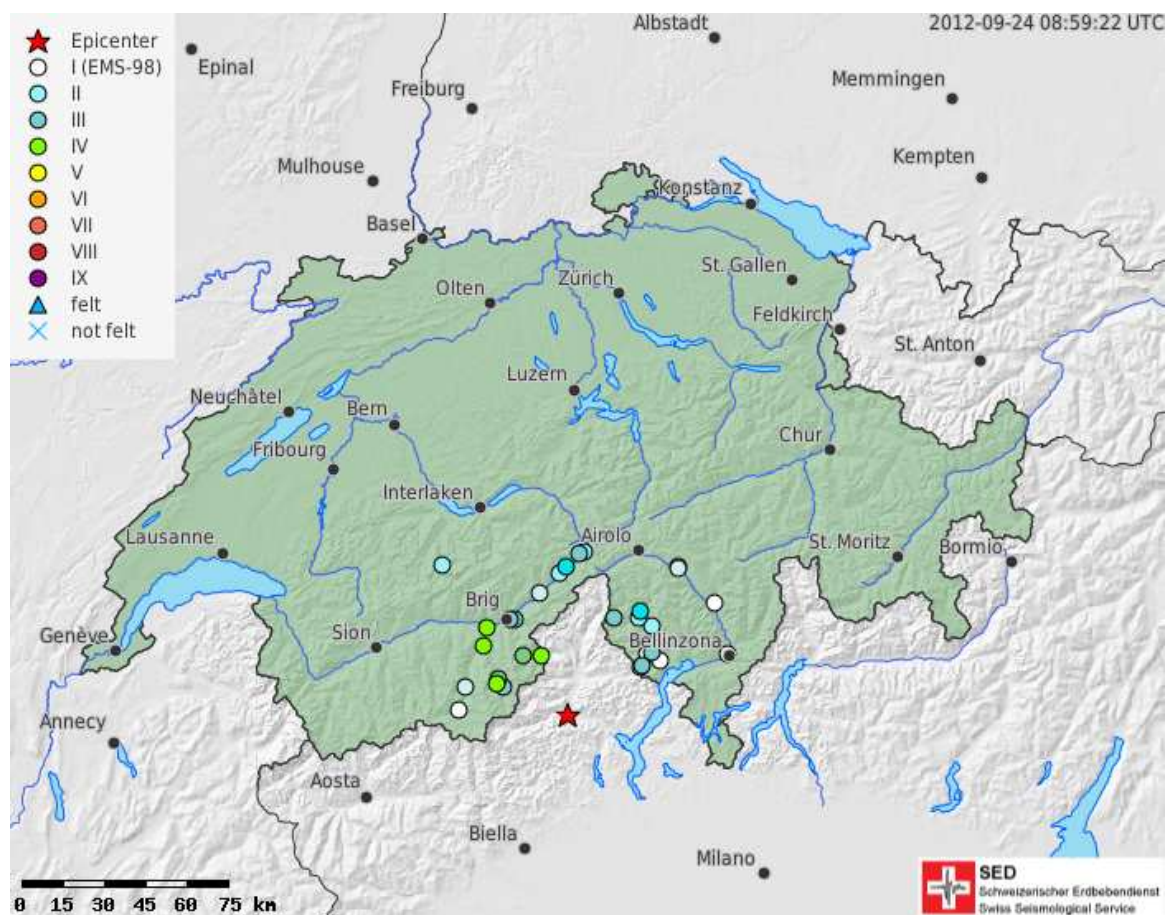 2012-09-24 08:59:22 UTC
Epicenter
I (EMS-98)
II
III
IV
V
VI
VII
VIII
IX
felt
not felt
Albstadt
Epinal
Freiburg
Memmingen
Mulhouse
Kempten
Konstanz
Basel
Olten
Zürich
St. Gallen
Feldkirch
St. Anton
Luzern
Neuchâtel
Bern
Fribourg
Chur
Interlaken
Lausanne
Airolo
St. Moritz
Bormio
Brig
Sion
Genève
Bellinzona
Annecy
Aosta
Biella
Milano
0 15 30 45 60 75 km
SED
Schweizerischer Erdbebendienst
Swiss Seismological Service